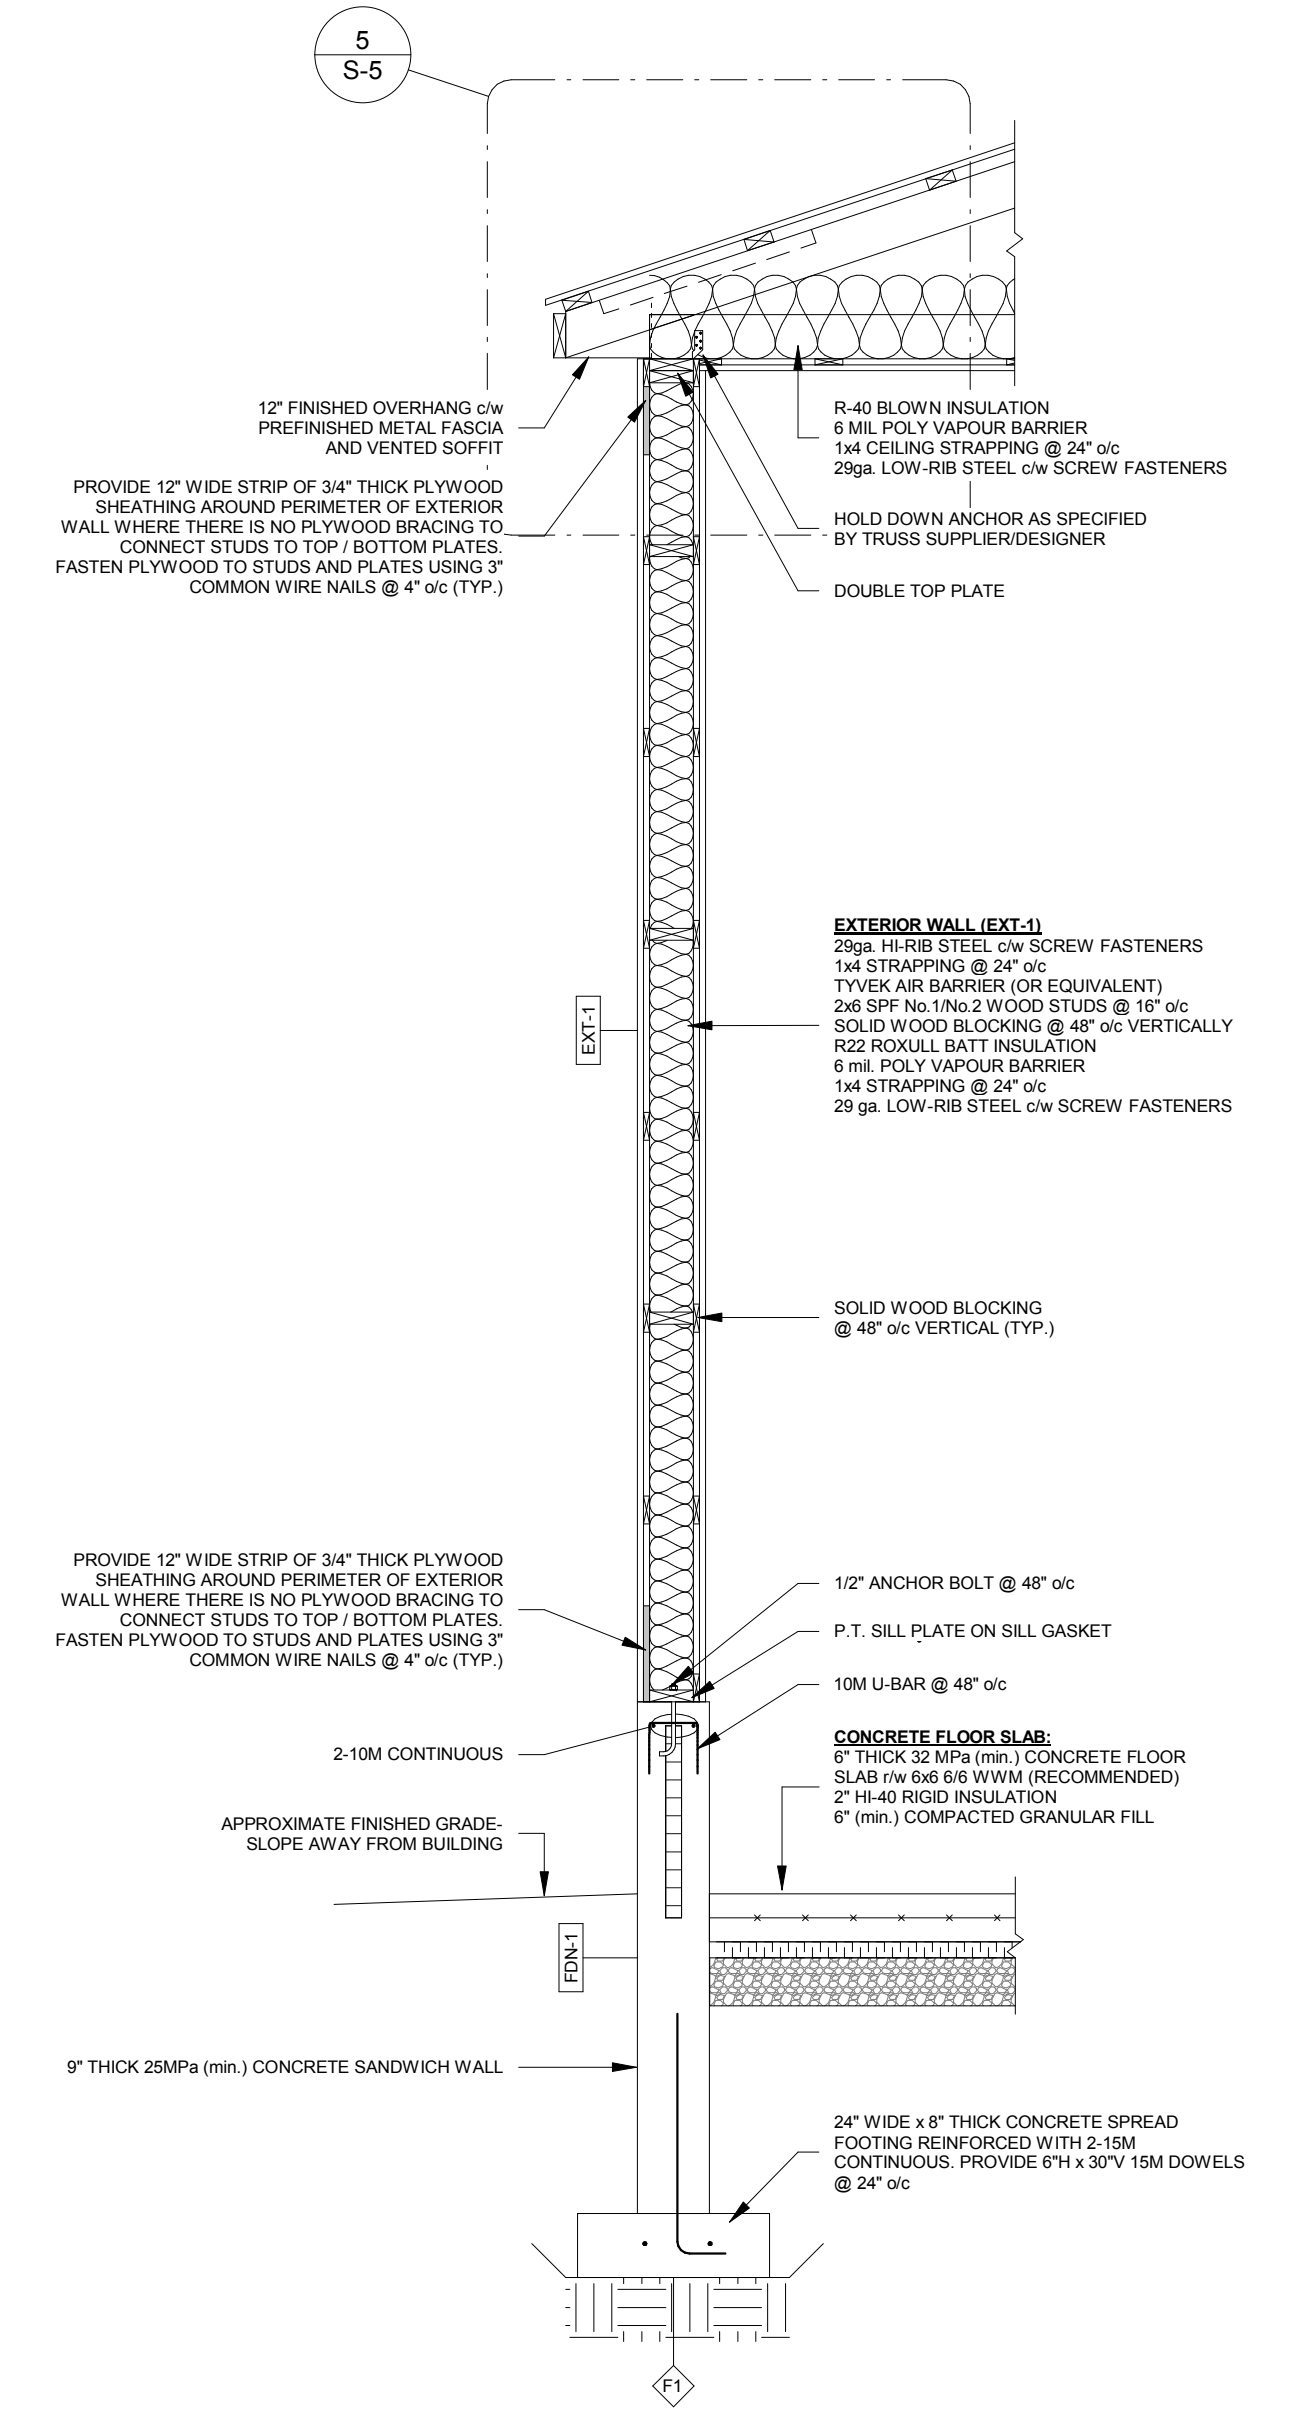 5
S-5
12" FINISHED OVERHANG c/w
PREFINISHED METAL FASCIA
AND VENTED SOFFIT
PROVIDE 12" WIDE STRIP OF 3/4" THICK PLYWOOD
SHEATHING AROUND PERIMETER OF EXTERIOR
WALL WHERE THERE IS NO PLYWOOD BRACING TO
CONNECT STUDS TO TOP / BOTTOM PLATES.
FASTEN PLYWOOD TO STUDS AND PLATES USING 3"
COMMON WIRE NAILS @ 4" o/c (TYP.)
R-40 BLOWN INSULATION
6 MIL POLY VAPOUR BARRIER
1x4 CEILING STRAPPING @ 24" o/c
29ga. LOW-RIB STEEL c/w SCREW FASTENERS
HOLD DOWN ANCHOR AS SPECIFIED
BY TRUSS SUPPLIER/DESIGNER
DOUBLE TOP PLATE
EXTERIOR WALL (EXT-1)
29ga. HI-RIB STEEL c/w SCREW FASTENERS
1x4 STRAPPING @ 24" o/c
TYVEK AIR BARRIER (OR EQUIVALENT)
2x6 SPF No.1/No.2 WOOD STUDS @ 16" o/c
SOLID WOOD BLOCKING @ 48" o/c VERTICALLY
R22 ROXULL BATT INSULATION
6 mil. POLY VAPOUR BARRIER
1x4 STRAPPING @ 24" o/c
29 ga. LOW-RIB STEEL c/w SCREW FASTENERS
EXT-1
SOLID WOOD BLOCKING
@ 48" o/c VERTICAL (TYP.)
PROVIDE 12" WIDE STRIP OF 3/4" THICK PLYWOOD
SHEATHING AROUND PERIMETER OF EXTERIOR
WALL WHERE THERE IS NO PLYWOOD BRACING TO
CONNECT STUDS TO TOP / BOTTOM PLATES.
FASTEN PLYWOOD TO STUDS AND PLATES USING 3"
COMMON WIRE NAILS @ 4" o/c (TYP.)
1/2" ANCHOR BOLT @ 48" o/c
P.T. SILL PLATE ON SILL GASKET
10M U-BAR @ 48" o/c
2-10M CONTINUOUS
CONCRETE FLOOR SLAB:
6" THICK 32 MPa (min.) CONCRETE FLOOR
SLAB r/w 6x6 6/6 WWM (RECOMMENDED)
2" HI-40 RIGID INSULATION
6" (min.) COMPACTED GRANULAR FILL
APPROXIMATE FINISHED GRADE-
SLOPE AWAY FROM BUILDING
FDN-1
9" THICK 25MPa (min.) CONCRETE SANDWICH WALL
24" WIDE x 8" THICK CONCRETE SPREAD
FOOTING REINFORCED WITH 2-15M
CONTINUOUS. PROVIDE 6"H x 30"V 15M DOWELS
@ 24" o/c
F1